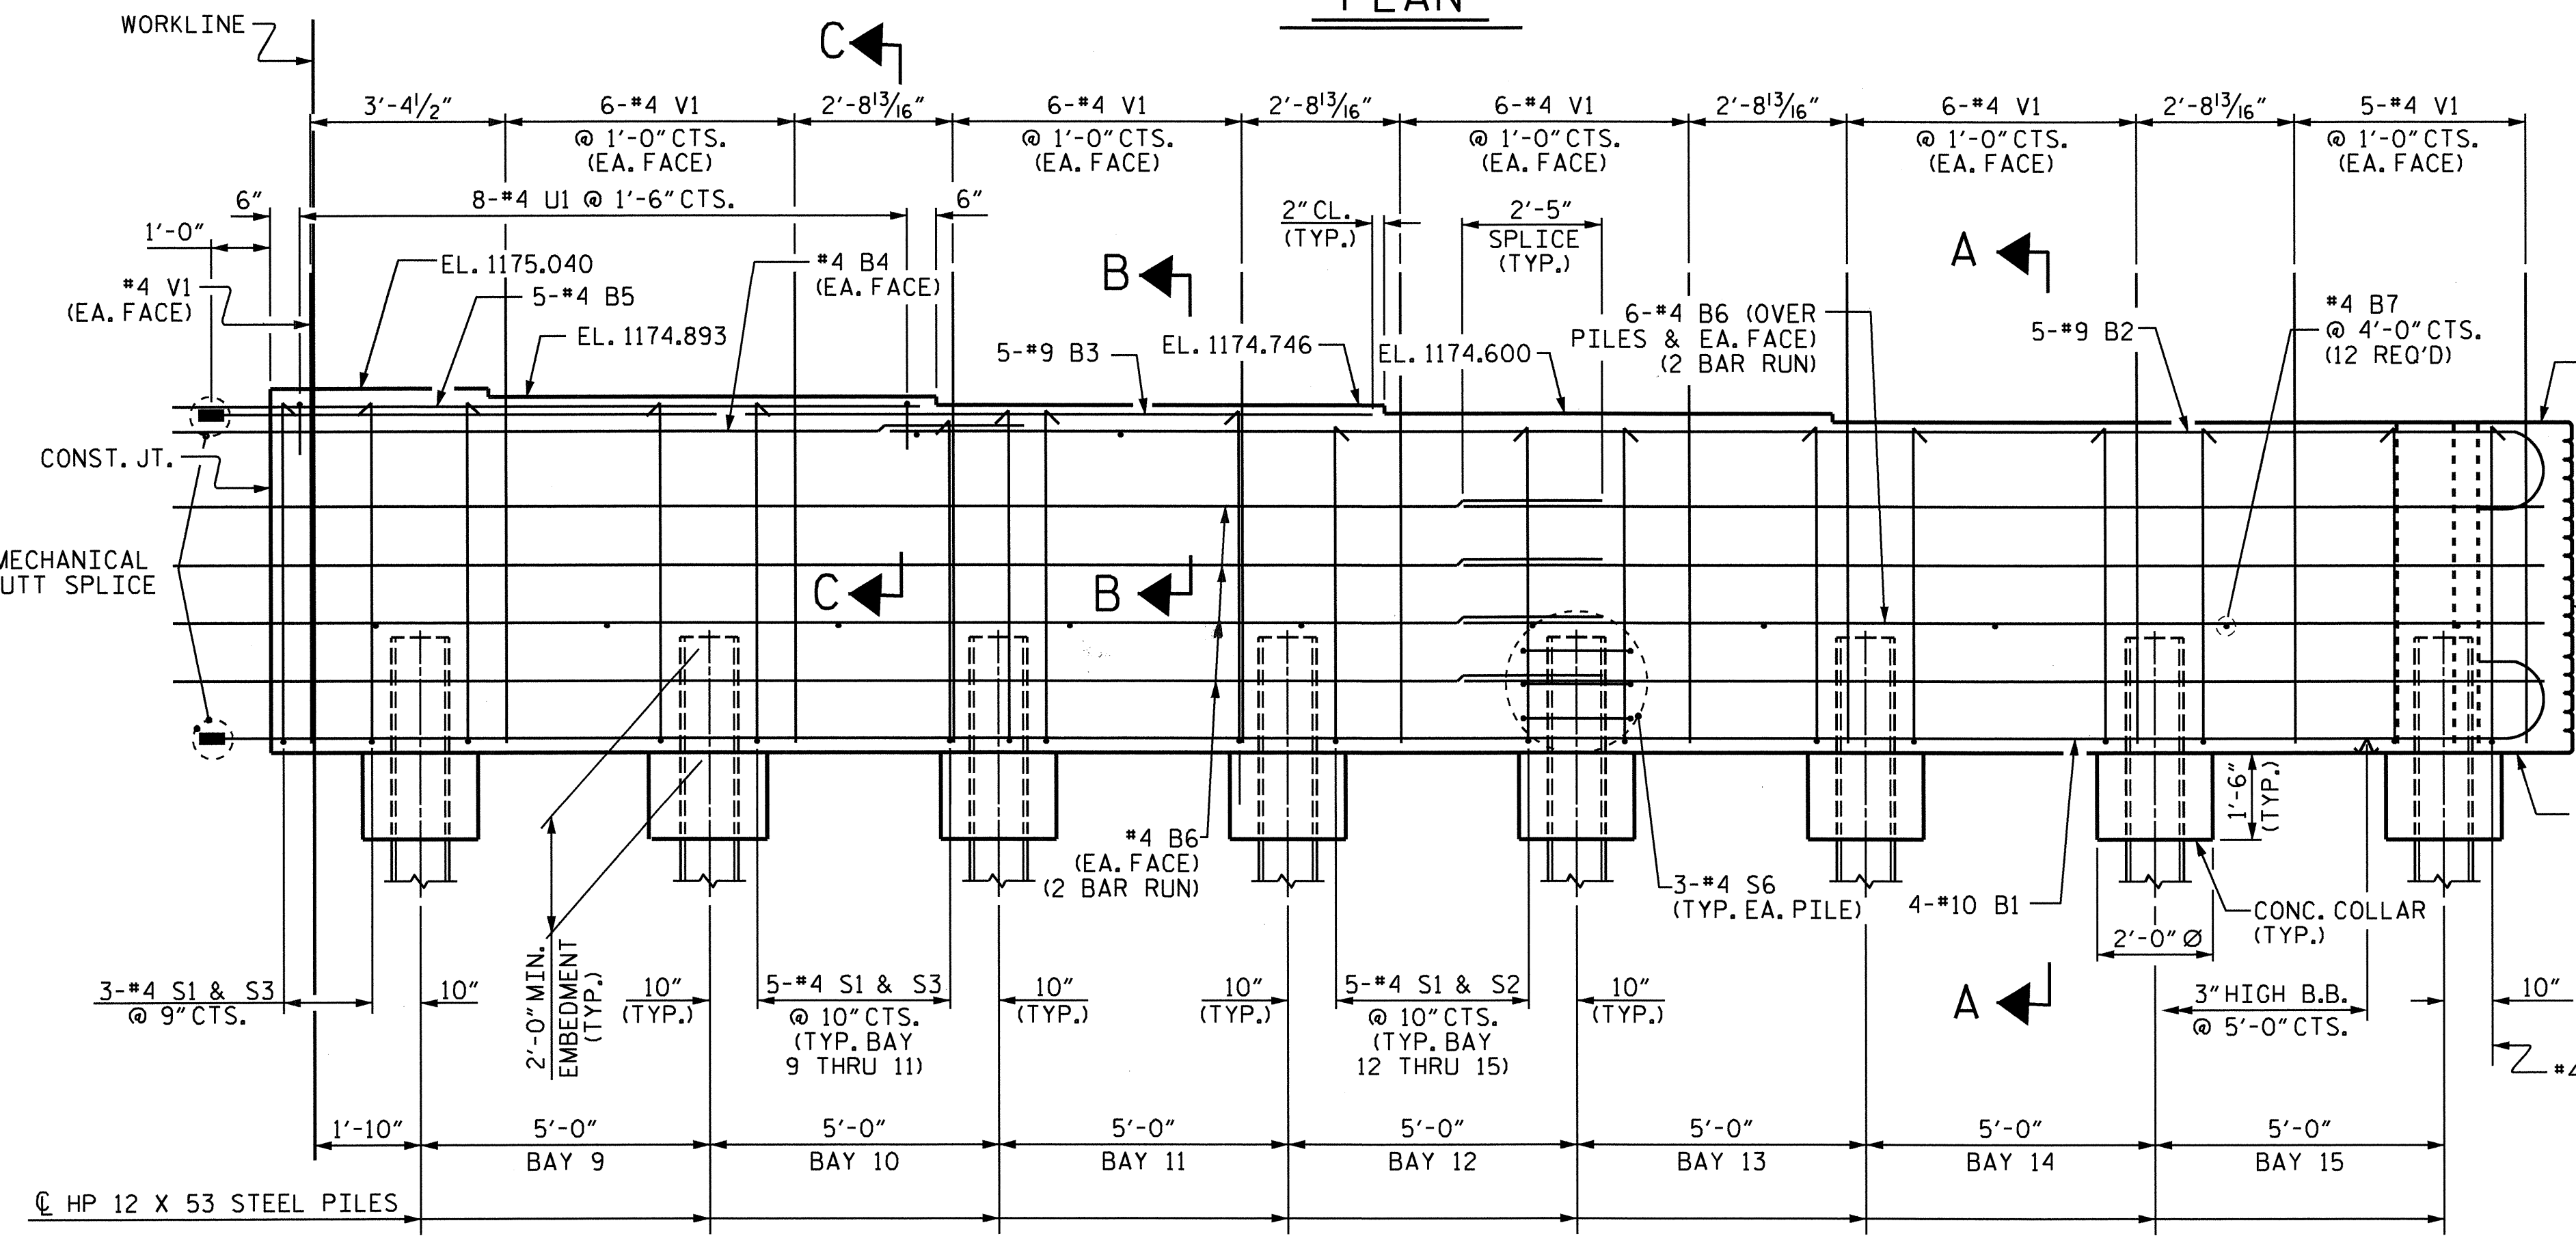 PLAN
WORKLINE
C
3'-4 1/2"
6-#4 V1
@ 1'-0" CTS.
(EA. FACE)
2'-8 13/16"
6-#4 V1
@ 1'-0" CTS.
(EA. FACE)
2'-8 13/16"
6-#4 V1
@ 1'-0" CTS.
(EA. FACE)
2'-8 13/16"
6-#4 V1
@ 1'-0" CTS.
(EA. FACE)
2'-8 13/16"
5-#4 V1
@ 1'-0" CTS.
(EA. FACE)
6"
8-#4 U1 @ 1'-6" CTS.
6"
2" CL.
(TYP.)
2'-5"
SPLICE
(TYP.)
1'-0"
A
B
EL. 1175.040
#4 B4
(EA. FACE)
#4 V1
(EA. FACE)
5-#4 B5
EL. 1174.893
5-#9 B3
EL. 1174.746
EL. 1174.600
6-#4 B6 (OVER
PILES & EA. FACE)
(2 BAR RUN)
5-#9 B2
#4 B7
@ 4'-0" CTS.
(12 REQ'D)
CONST. JT.
MECHANICAL
UTT SPLICE
C
B
#4 B6
(EA. FACE)
(2 BAR RUN)
3-#4 S6
(TYP. EA. PILE)
4-#10 B1
1'-6"
(TYP.)
CONC. COLLAR
(TYP.)
2'-0" Ø
2'-0" MIN.
EMBEDMENT
(TYP.)
3-#4 S1 & S3
@ 9" CTS.
10"
10"
(TYP.)
5-#4 S1 & S3
@ 10" CTS.
(TYP. BAY
9 THRU 11)
10"
(TYP.)
10"
(TYP.)
5-#4 S1 & S2
@ 10" CTS.
(TYP. BAY
12 THRU 15)
10"
(TYP.)
A
3" HIGH B.B.
@ 5'-0" CTS.
10"
#4
1'-10"
5'-0"
BAY 9
5'-0"
BAY 10
5'-0"
BAY 11
5'-0"
BAY 12
5'-0"
BAY 13
5'-0"
BAY 14
5'-0"
BAY 15
℄ HP 12 X 53 STEEL PILES